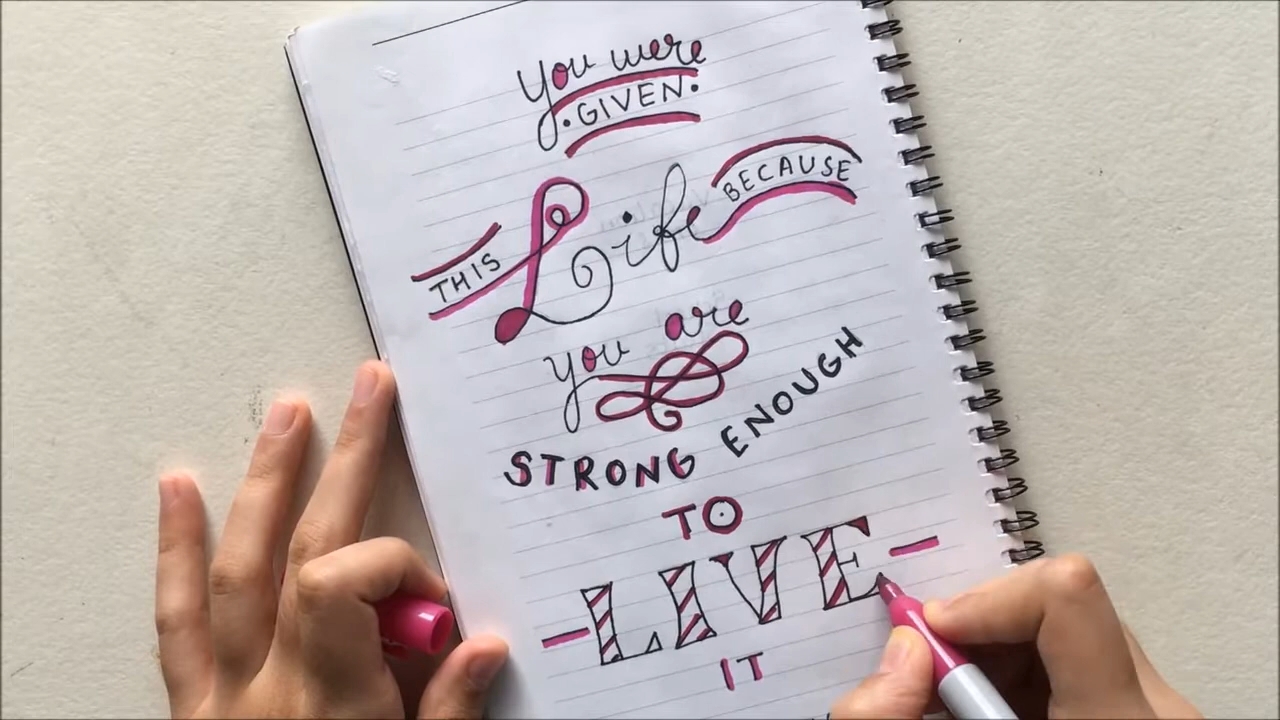 You were
GIVEN
THIS Life BECAUSE
you are
STRONG ENOUGH
TO
LIVE
IT